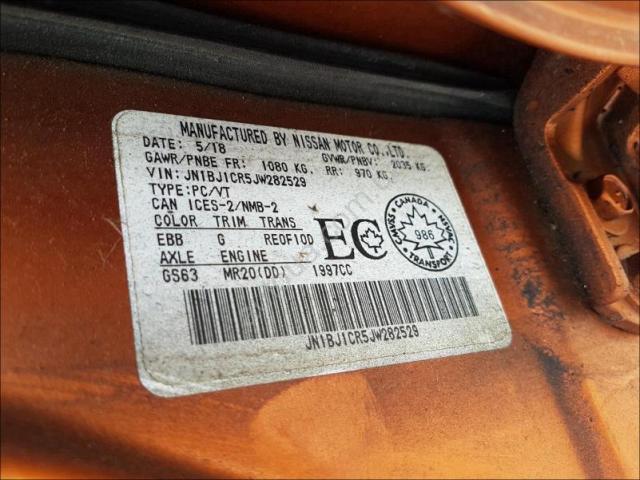 MANUFACTURED BY NISSAN MOTOR CO.,LTD.
DATE: 5/18
GAWR/PNBE FR: 1080 KG. GVWR/PNBV: 2035 KG.
RR: 970 KG.
VIN: JN1BJ1CR5JW282529
TYPE:PC/VT
CAN ICES-2/NMB-2
COLOR TRIM TRANS
EBB G RE0F10D
AXLE ENGINE
GS63 MR20(DD) 1997CC
EC
CANADA
CMVSS NSVAC
986
TRANSPORT
JN1BJ1CR5JW282529